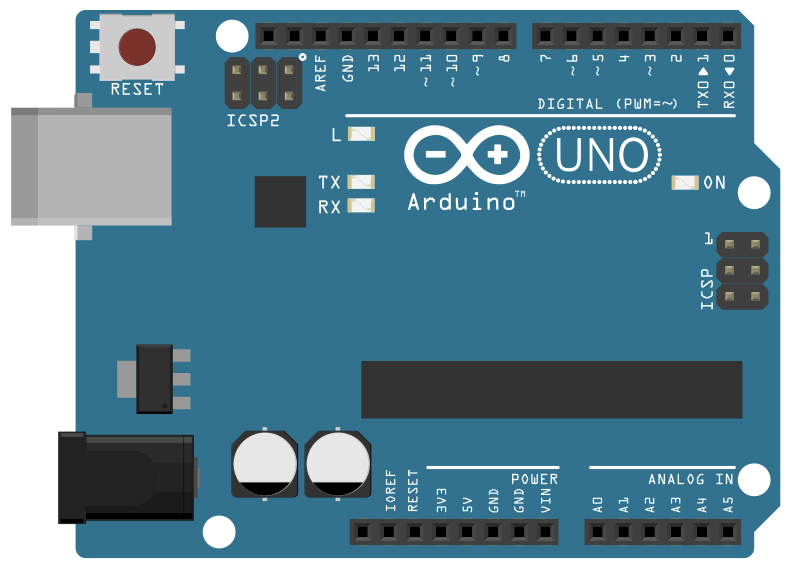 RESET
ICSP2
AREF
GND
13
12
~11
~10
~9
8
7
~6
~5
4
~3
2
TX0▶1
RX0◀0
DIGITAL (PWM=~)
L
TX
RX
Arduino™
UNO
ON
1
ICSP
POWER
ANALOG IN
IOREF
RESET
3V3
5V
GND
GND
VIN
A0
A1
A2
A3
A4
A5